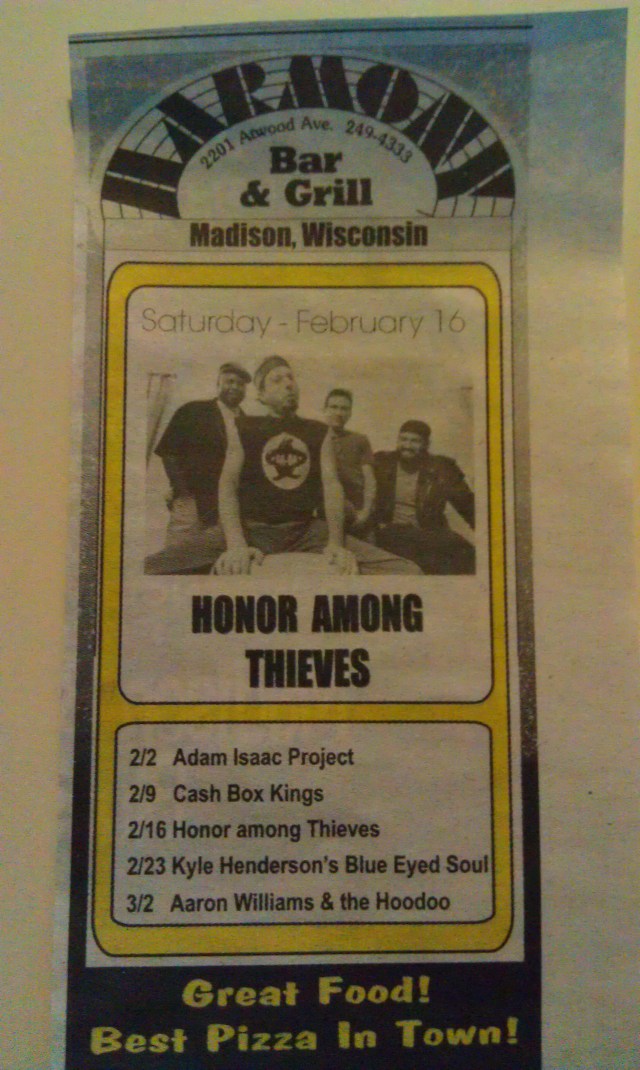 HARMONY
2201 Atwood Ave. 249-4333
Bar
& Grill
Madison, Wisconsin
Saturday - February 16
HONOR AMONG
THIEVES
2/2 Adam Isaac Project
2/9 Cash Box Kings
2/16 Honor among Thieves
2/23 Kyle Henderson's Blue Eyed Soul
3/2 Aaron Williams & the Hoodoo
Great Food!
Best Pizza In Town!